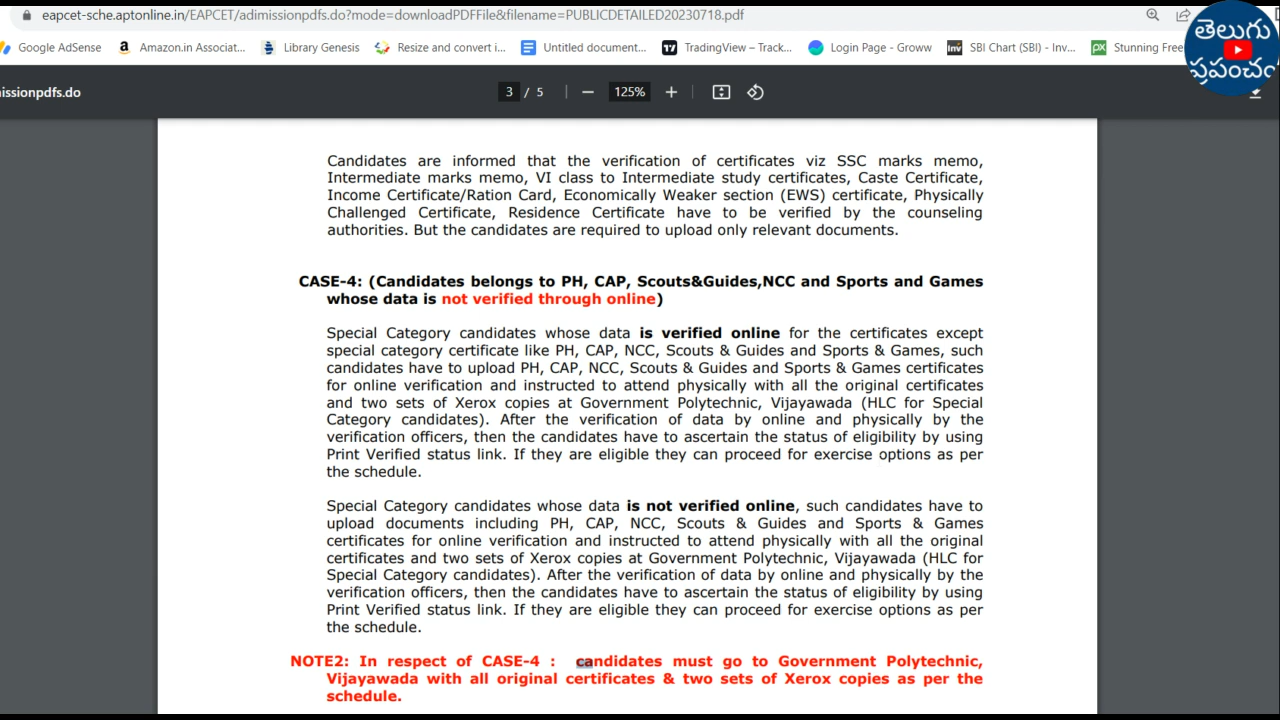 eapcet-sche.aptonline.in/EAPCET/adimissionpdfs.do?mode=downloadPDFFile&filename=PUBLICDETAILED20230718.pdf
Google AdSense Amazon.in Associat... Library Genesis Resize and convert i... Untitled document... TradingView – Track... Login Page - Groww SBI Chart (SBI) - Inv... Stunning Free
తెలుగు
ప్రపంచం
issionpdfs.do 3 / 5 125%
Candidates are informed that the verification of certificates viz SSC marks memo,
Intermediate marks memo, VI class to Intermediate study certificates, Caste Certificate,
Income Certificate/Ration Card, Economically Weaker section (EWS) certificate, Physically
Challenged Certificate, Residence Certificate have to be verified by the counseling
authorities. But the candidates are required to upload only relevant documents.
CASE-4: (Candidates belongs to PH, CAP, Scouts&Guides,NCC and Sports and Games
whose data is not verified through online)
Special Category candidates whose data is verified online for the certificates except
special category certificate like PH, CAP, NCC, Scouts & Guides and Sports & Games, such
candidates have to upload PH, CAP, NCC, Scouts & Guides and Sports & Games certificates
for online verification and instructed to attend physically with all the original certificates
and two sets of Xerox copies at Government Polytechnic, Vijayawada (HLC for Special
Category candidates). After the verification of data by online and physically by the
verification officers, then the candidates have to ascertain the status of eligibility by using
Print Verified status link. If they are eligible they can proceed for exercise options as per
the schedule.
Special Category candidates whose data is not verified online, such candidates have to
upload documents including PH, CAP, NCC, Scouts & Guides and Sports & Games
certificates for online verification and instructed to attend physically with all the original
certificates and two sets of Xerox copies at Government Polytechnic, Vijayawada (HLC for
Special Category candidates). After the verification of data by online and physically by the
verification officers, then the candidates have to ascertain the status of eligibility by using
Print Verified status link. If they are eligible they can proceed for exercise options as per
the schedule.
NOTE2: In respect of CASE-4 : candidates must go to Government Polytechnic,
Vijayawada with all original certificates & two sets of Xerox copies as per the
schedule.